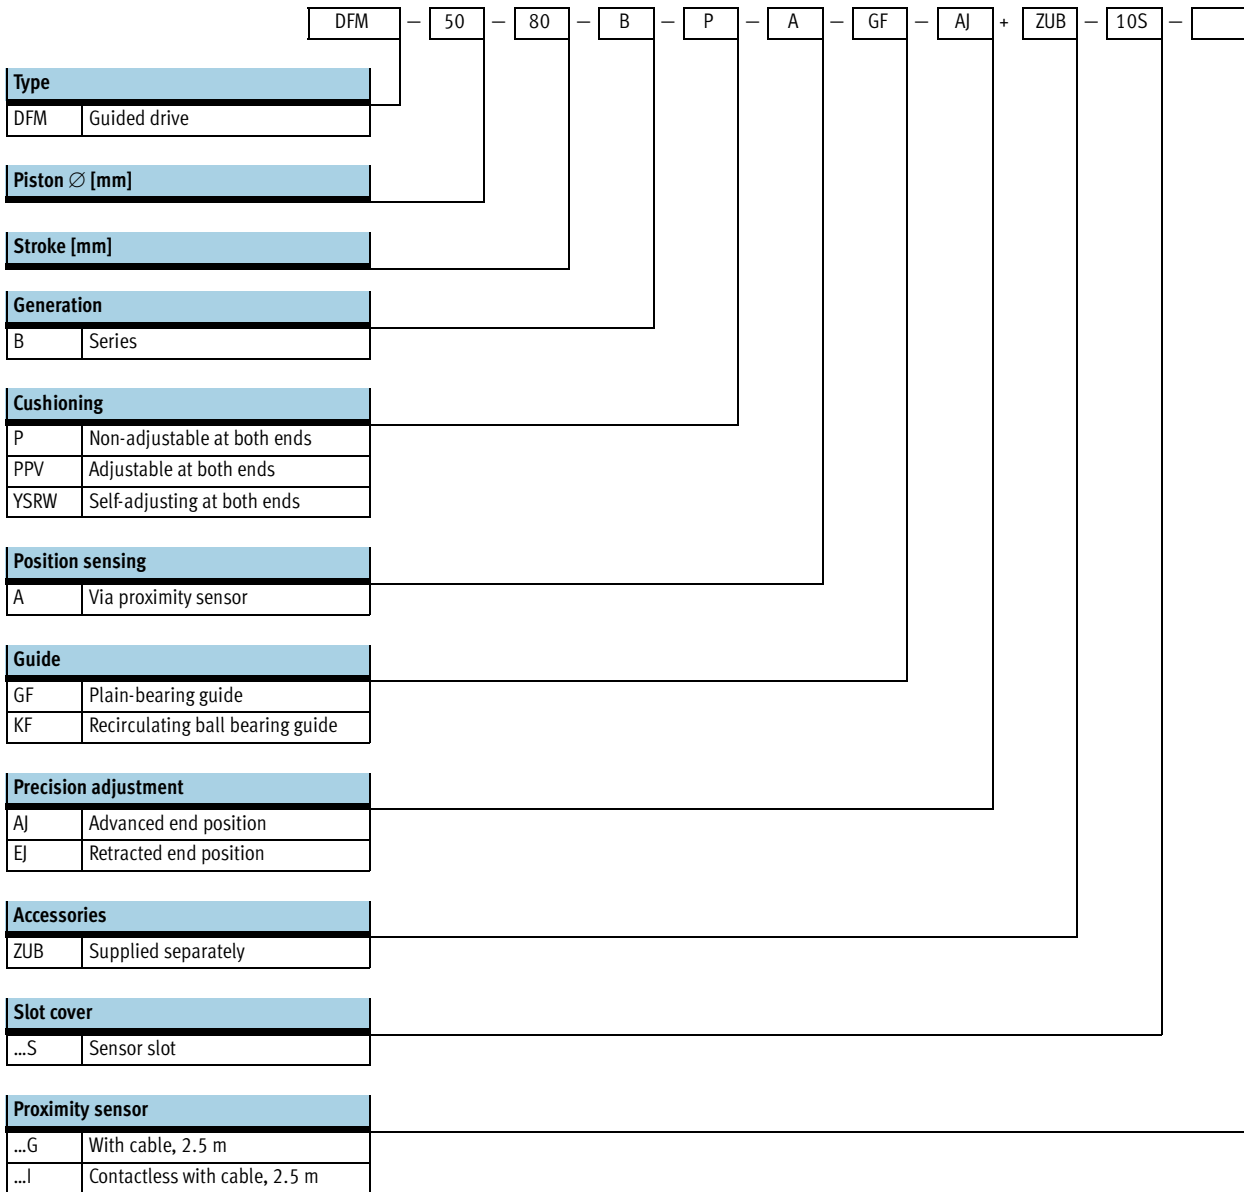 DFM — 50 — 80 — B — P — A — GF — AJ + ZUB — 10S —
Type
DFM Guided drive
Piston ∅ [mm]
Stroke [mm]
Generation
B Series
Cushioning
P Non-adjustable at both ends
PPV Adjustable at both ends
YSRW Self-adjusting at both ends
Position sensing
A Via proximity sensor
Guide
GF Plain-bearing guide
KF Recirculating ball bearing guide
Precision adjustment
AJ Advanced end position
EJ Retracted end position
Accessories
ZUB Supplied separately
Slot cover
...S Sensor slot
Proximity sensor
...G With cable, 2.5 m
...I Contactless with cable, 2.5 m